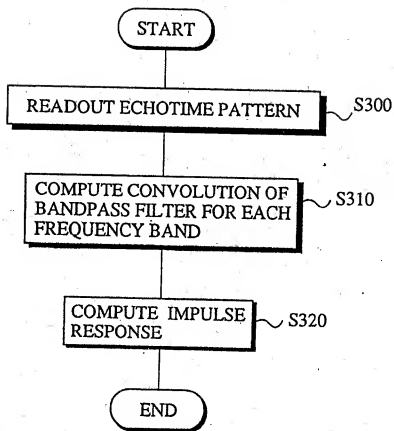 START
READOUT ECHOTIME PATTERN
S300
COMPUTE CONVOLUTION OF
BANDPASS FILTER FOR EACH
FREQUENCY BAND
S310
COMPUTE IMPULSE
RESPONSE
S320
END